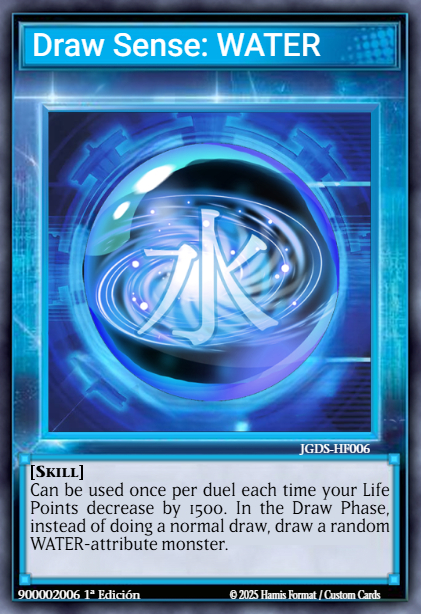 Draw Sense: WATER
水
JGDS-HF006
[SKILL]
Can be used once per duel each time your Life
Points decrease by 1500. In the Draw Phase,
instead of doing a normal draw, draw a random
WATER-attribute monster.
900002006 1ª Edición
©2025 Hamis Format / Custom Cards